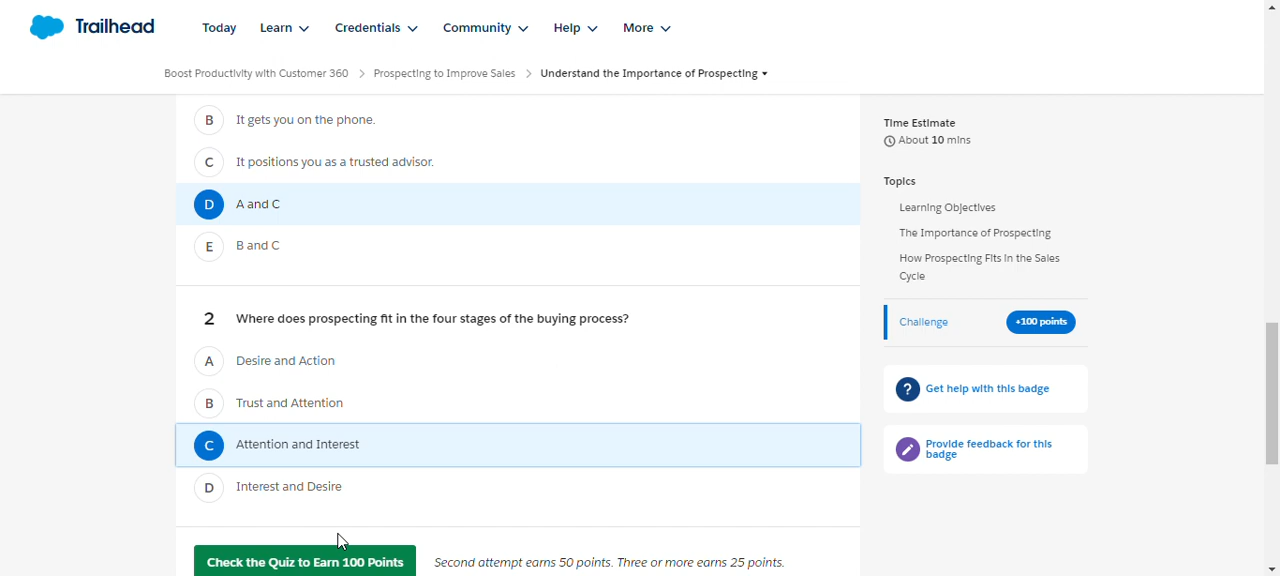 Trailhead
Today Learn Credentials Community Help More
Boost Productivity with Customer 360 > Prospecting to Improve Sales > Understand the Importance of Prospecting
B It gets you on the phone.
C It positions you as a trusted advisor.
D A and C
E B and C
2 Where does prospecting fit in the four stages of the buying process?
A Desire and Action
B Trust and Attention
C Attention and Interest
D Interest and Desire
Check the Quiz to Earn 100 Points Second attempt earns 50 points. Three or more earns 25 points.
Time Estimate
About 10 mins
Topics
Learning Objectives
The Importance of Prospecting
How Prospecting Fits in the Sales
Cycle
Challenge +100 points
? Get help with this badge
Provide feedback for this
badge